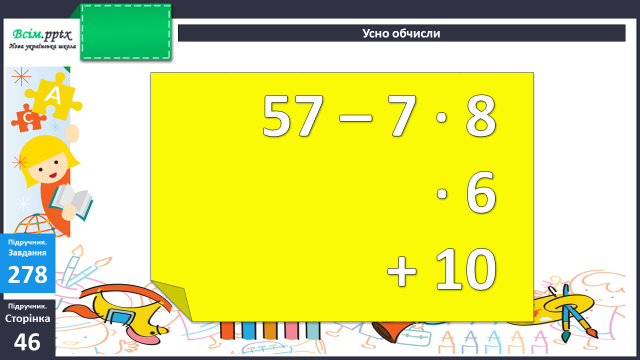 Всім.pptx
Нова українська школа
Усно обчисли
А
С
57 – 7 · 8
· 6
+ 10
Підручник.
Завдання
278
Підручник.
Сторінка
46